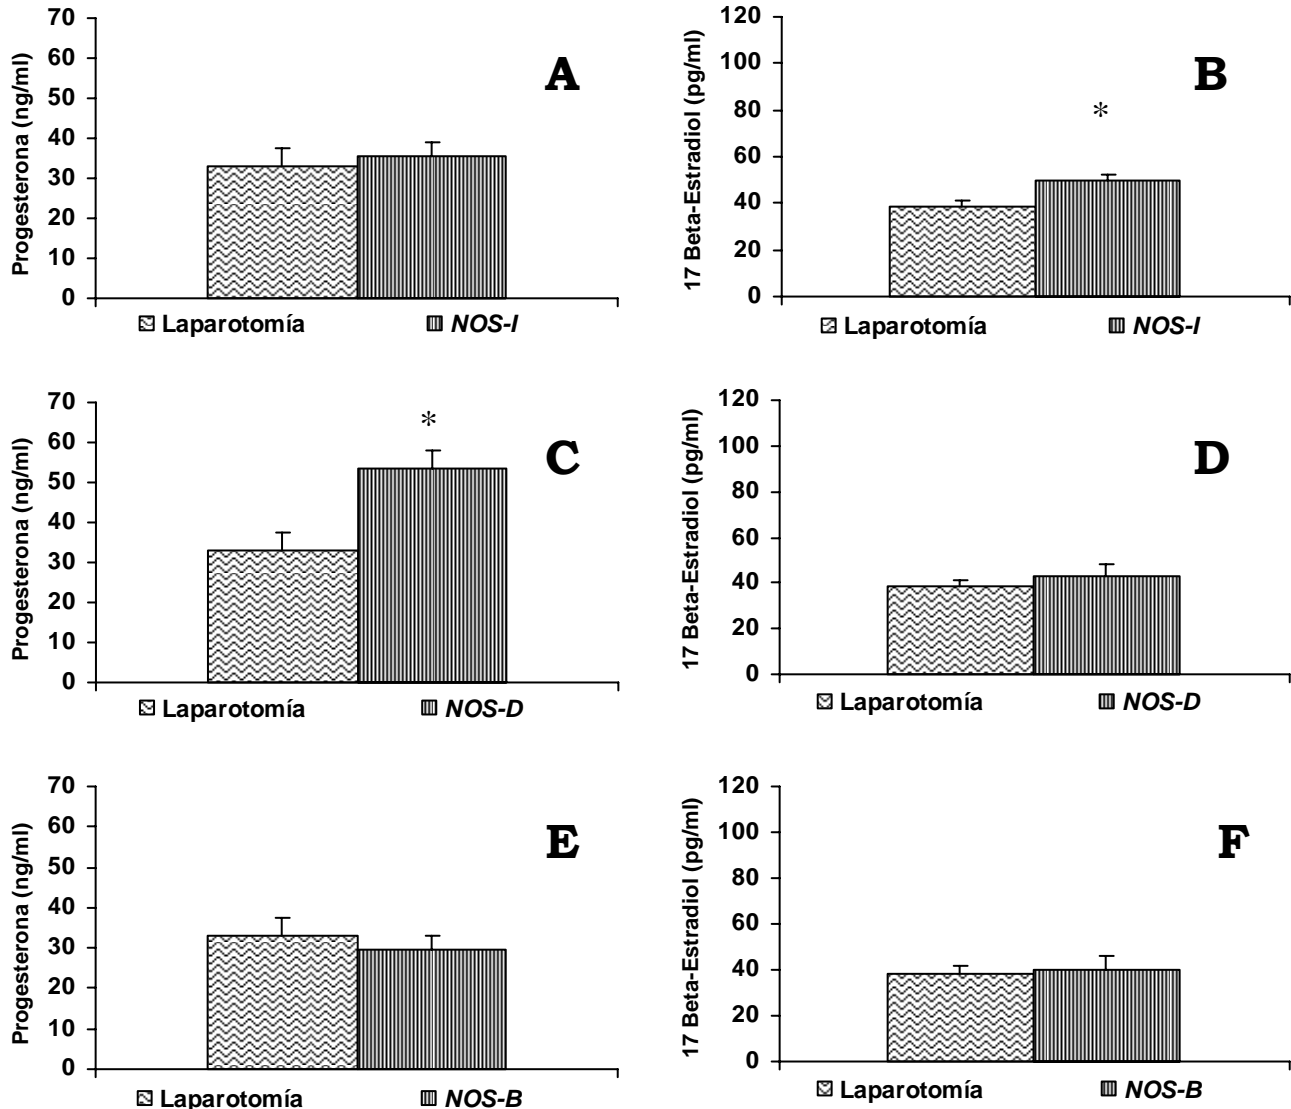 70
60
50
40
30
20
10
0
Progesterona (ng/ml)
A
Laparotomía NOS-I
120
100
80
60
40
20
0
17 Beta-Estradiol (pg/ml)
*
B
Laparotomía NOS-I
70
60
50
40
30
20
10
0
Progesterona (ng/ml)
*
C
Laparotomía NOS-D
120
100
80
60
40
20
0
17 Beta-Estradiol (pg/ml)
D
Laparotomía NOS-D
70
60
50
40
30
20
10
0
Progesterona (ng/ml)
E
Laparotomía NOS-B
120
100
80
60
40
20
0
17 Beta-Estradiol (pg/ml)
F
Laparotomía NOS-B